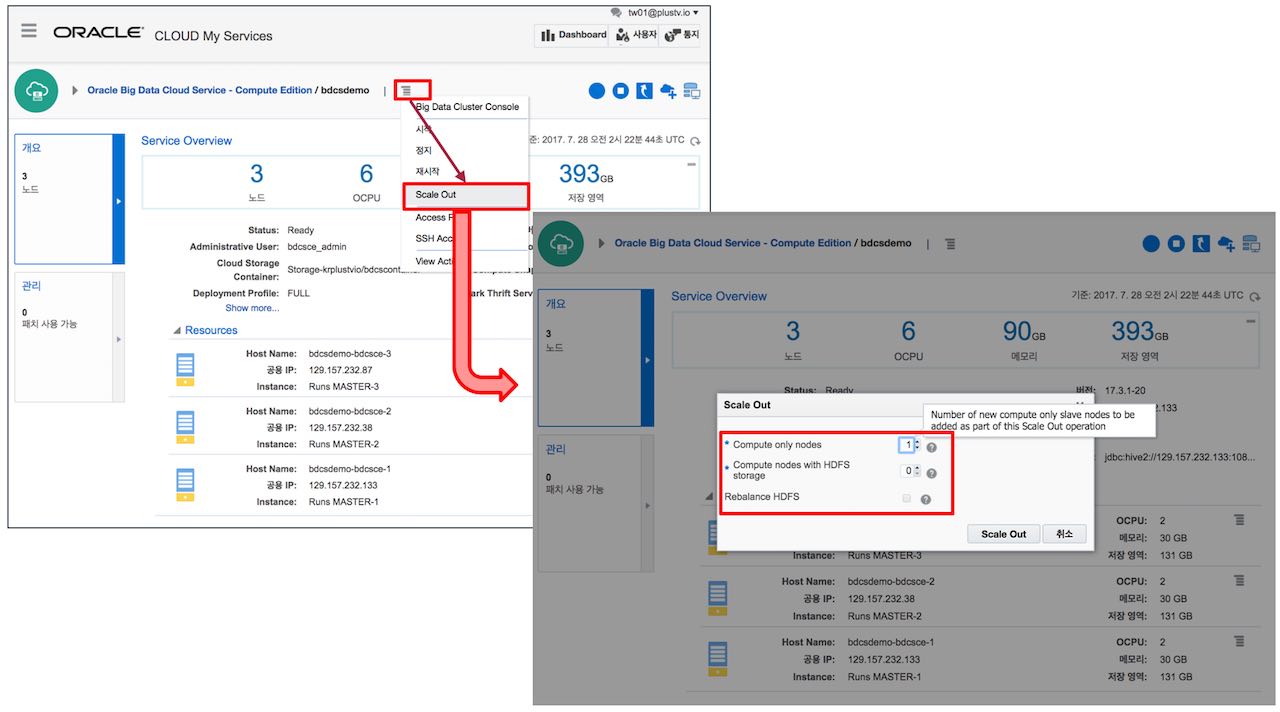 tw01@plustv.io
ORACLE CLOUD My Services
Dashboard 사용자 통지
Oracle Big Data Cloud Service - Compute Edition / bdcsdemo |
Big Data Cluster Console
시작
정지
재시작
Scale Out
Access
SSH Acc
View Act
개요
3
노드
관리
0
패치 사용 가능
Service Overview
준: 2017. 7. 28 오전 2시 22분 44초 UTC
3 6 393GB
노드 OCPU 저장 영역
Status: Ready
Administrative User: bdcsce_admin
Cloud Storage
Container: Storage-krplustvio/bdcscontainer
Deployment Profile: FULL
ark Thrift Serv
Show more...
Resources
Host Name: bdcsdemo-bdcsce-3
공용 IP: 129.157.232.87
Instance: Runs MASTER-3
Host Name: bdcsdemo-bdcsce-2
공용 IP: 129.157.232.38
Instance: Runs MASTER-2
Host Name: bdcsdemo-bdcsce-1
공용 IP: 129.157.232.133
Instance: Runs MASTER-1
Oracle Big Data Cloud Service - Compute Edition / bdcsdemo |
개요
3
노드
관리
0
패치 사용 가능
Service Overview
기준: 2017. 7. 28 오전 2시 22분 44초 UTC
3 6 90GB 393GB
노드 OCPU 메모리 저장 영역
Status: Ready
버전: 17.3.1-20
2.133
jdbc:hive2://129.157.232.133:108...
Scale Out
Number of new compute only slave nodes to be
added as part of this Scale Out operation
* Compute only nodes 1
* Compute nodes with HDFS
storage 0
Rebalance HDFS
Scale Out 취소
OCPU: 2
메모리: 30 GB
Instance: Runs MASTER-3 저장 영역: 131 GB
Host Name: bdcsdemo-bdcsce-2 OCPU: 2
공용 IP: 129.157.232.38 메모리: 30 GB
Instance: Runs MASTER-2 저장 영역: 131 GB
Host Name: bdcsdemo-bdcsce-1 OCPU: 2
공용 IP: 129.157.232.133 메모리: 30 GB
Instance: Runs MASTER-1 저장 영역: 131 GB